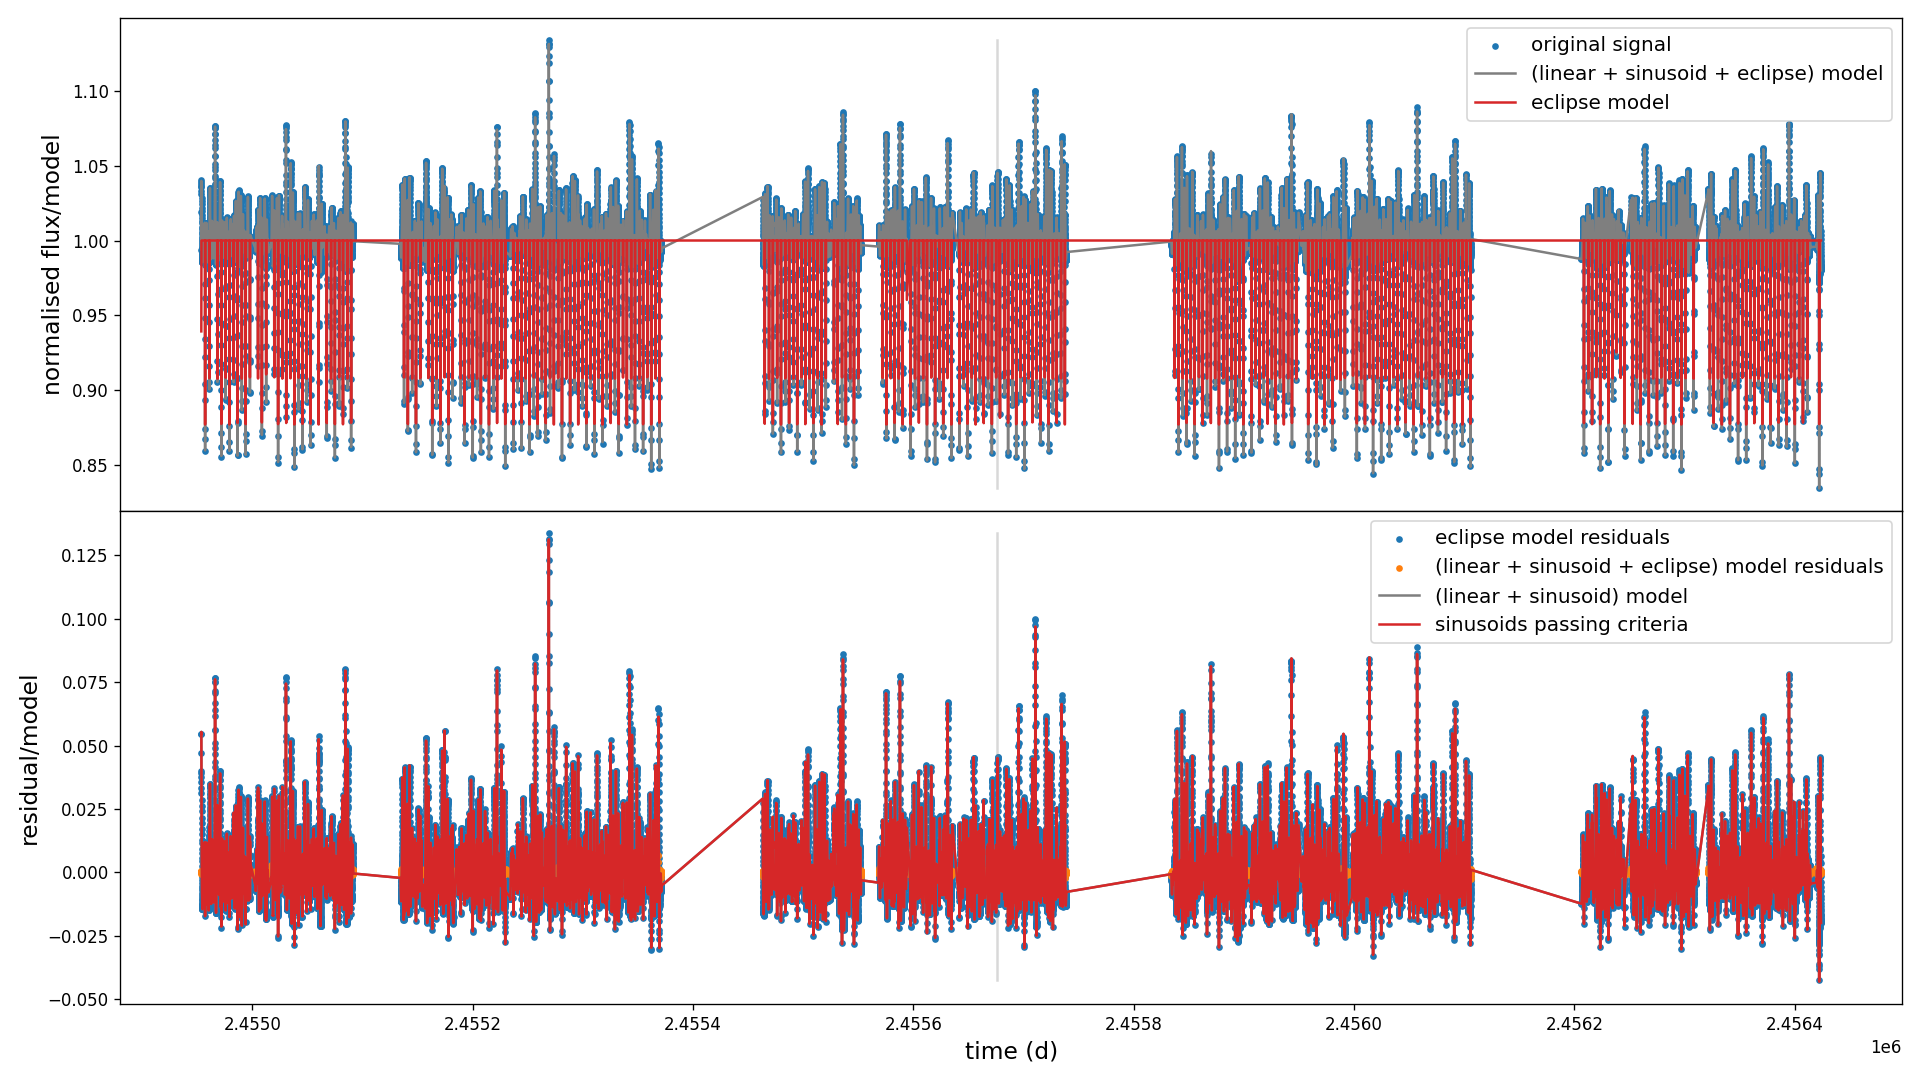 original signal
(linear + sinusoid + eclipse) model
eclipse model
normalised flux/model
1.10
1.05
1.00
0.95
0.90
0.85
eclipse model residuals
(linear + sinusoid + eclipse) model residuals
(linear + sinusoid) model
sinusoids passing criteria
residual/model
0.125
0.100
0.075
0.050
0.025
0.000
−0.025
−0.050
2.4550 2.4552 2.4554 2.4556 2.4558 2.4560 2.4562 2.4564
time (d)
1e6